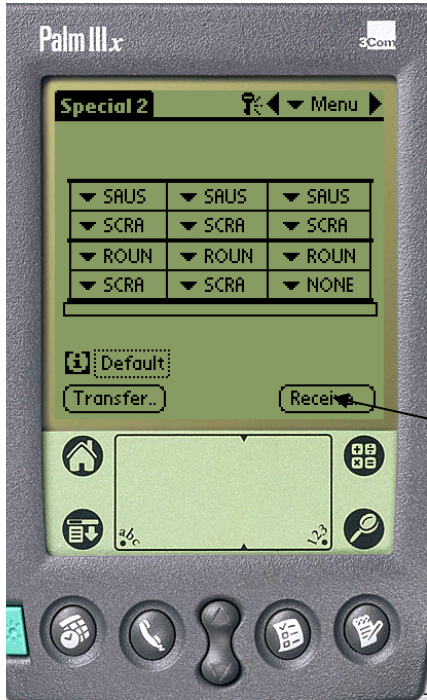 Palm IIIx
3Com
Special 2 Menu
SAUS SAUS SAUS
SCRA SCRA SCRA
ROUN ROUN ROUN
SCRA SCRA NONE
i Default
Transfer..
abc 123